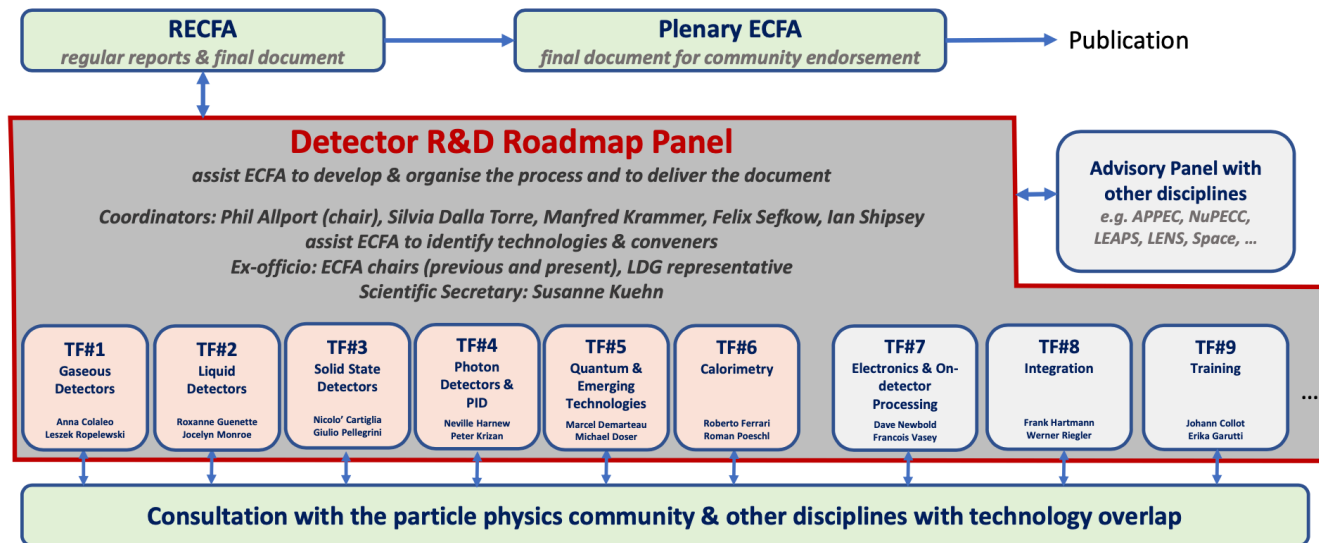 RECFA
regular reports & final document
Plenary ECFA
final document for community endorsement
Publication
Detector R&D Roadmap Panel
assist ECFA to develop & organise the process and to deliver the document
Coordinators: Phil Allport (chair), Silvia Dalla Torre, Manfred Krammer, Felix Sefkow, Ian Shipsey
assist ECFA to identify technologies & conveners
Ex-officio: ECFA chairs (previous and present), LDG representative
Scientific Secretary: Susanne Kuehn
Advisory Panel with
other disciplines
e.g. APPEC, NuPECC,
LEAPS, LENS, Space, …
TF#1
Gaseous
Detectors
Anna Colaleo
Leszek Ropelewski
TF#2
Liquid
Detectors
Roxanne Guenette
Jocelyn Monroe
TF#3
Solid State
Detectors
Nicolo’ Cartiglia
Giulio Pellegrini
TF#4
Photon
Detectors &
PID
Neville Harnew
Peter Krizan
TF#5
Quantum &
Emerging
Technologies
Marcel Demarteau
Michael Doser
TF#6
Calorimetry
Roberto Ferrari
Roman Poeschl
TF#7
Electronics & On-
detector
Processing
Dave Newbold
Francois Vasey
TF#8
Integration
Frank Hartmann
Werner Riegler
TF#9
Training
Johann Collot
Erika Garutti
...
Consultation with the particle physics community & other disciplines with technology overlap